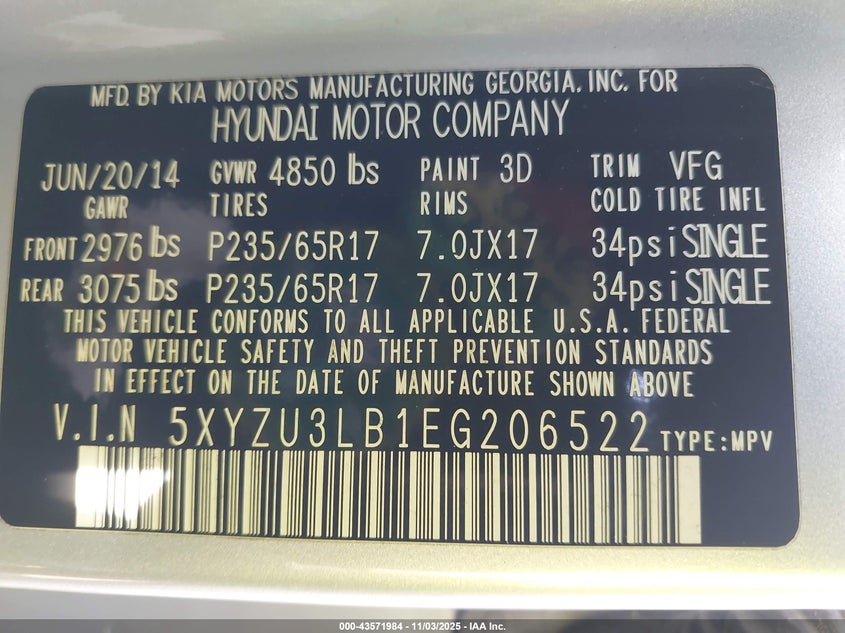 MFD. BY KIA MOTORS MANUFACTURING GEORGIA, INC. FOR
HYUNDAI MOTOR COMPANY
JUN/20/14 GVWR 4850 lbs PAINT 3D TRIM VFG
GAWR TIRES RIMS COLD TIRE INFL
FRONT 2976 lbs P235/65R17 7.0JX17 34psi SINGLE
REAR 3075 lbs P235/65R17 7.0JX17 34psi SINGLE
THIS VEHICLE CONFORMS TO ALL APPLICABLE U.S.A. FEDERAL
MOTOR VEHICLE SAFETY AND THEFT PREVENTION STANDARDS
IN EFFECT ON THE DATE OF MANUFACTURE SHOWN ABOVE
V.I.N 5XYZU3LB1EG206522 TYPE:MPV
000-43571984 - 11/03/2025 - IAA Inc.